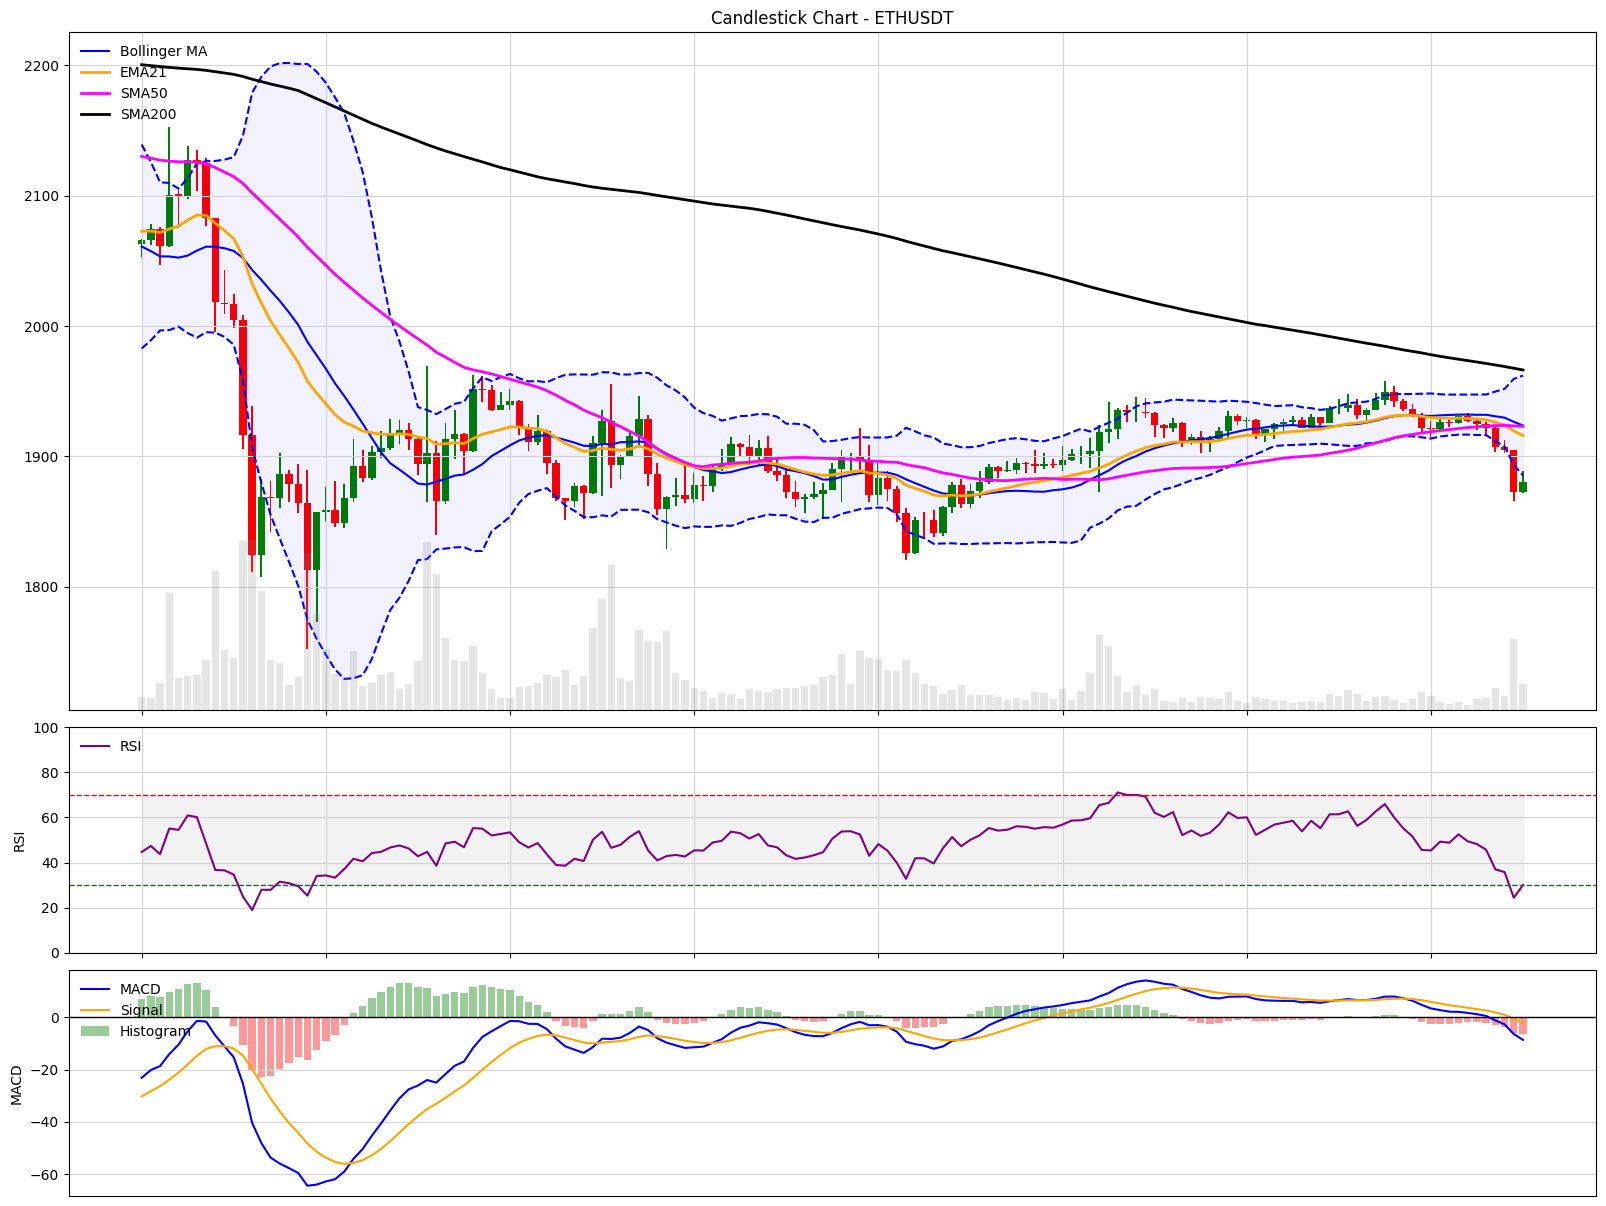 Candlestick Chart - ETHUSDT
Bollinger MA
EMA21
SMA50
SMA200
2200
2100
2000
1900
1800
RSI
100
80
60
40
20
0
RSI
MACD
Signal
Histogram
0
−20
−40
−60
MACD